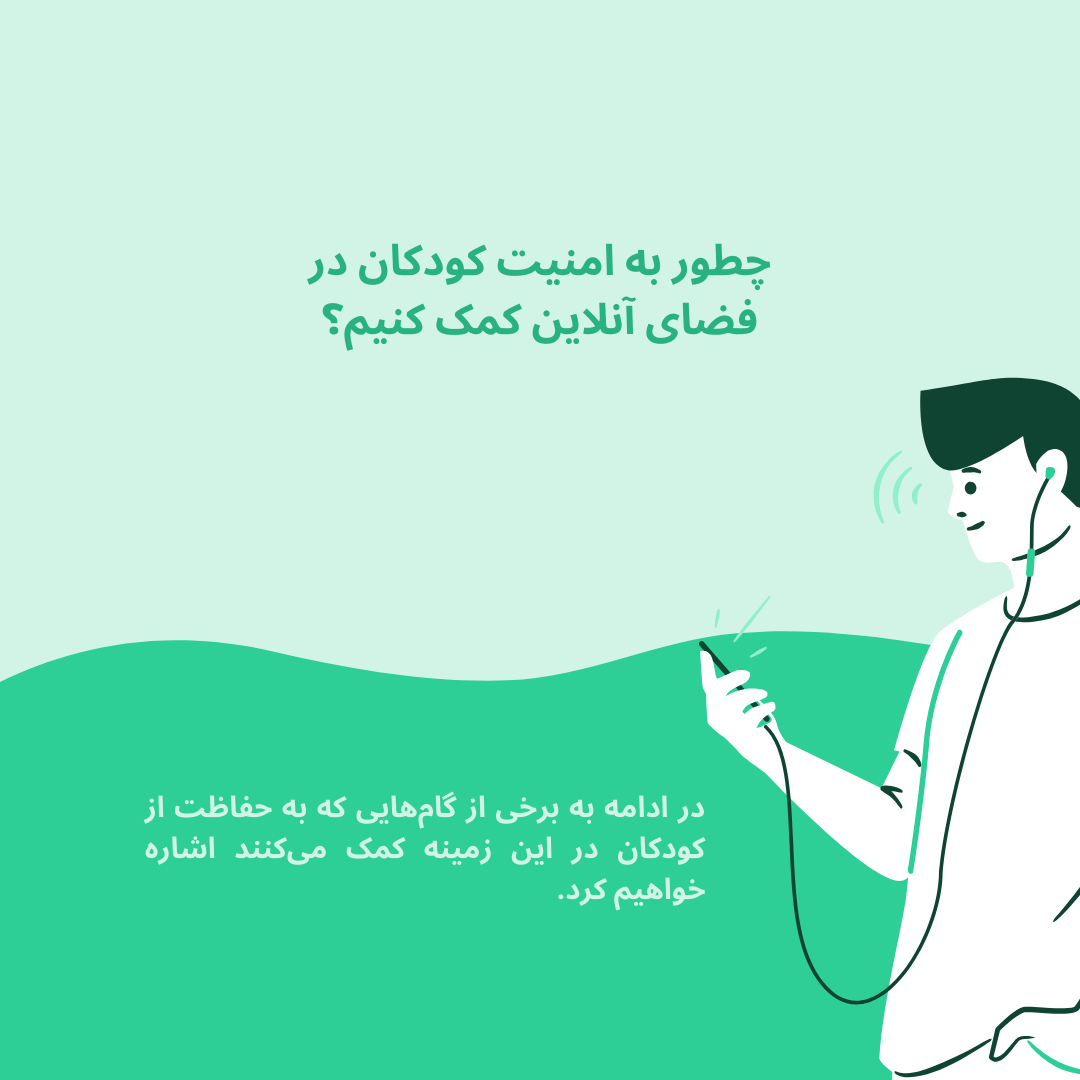 چطور به امنیت کودکان در
فضای آنلاین کمک کنیم؟
در ادامه به برخی از گام‌هایی که به حفاظت از
کودکان در این زمینه کمک می‌کنند اشاره
خواهیم کرد.